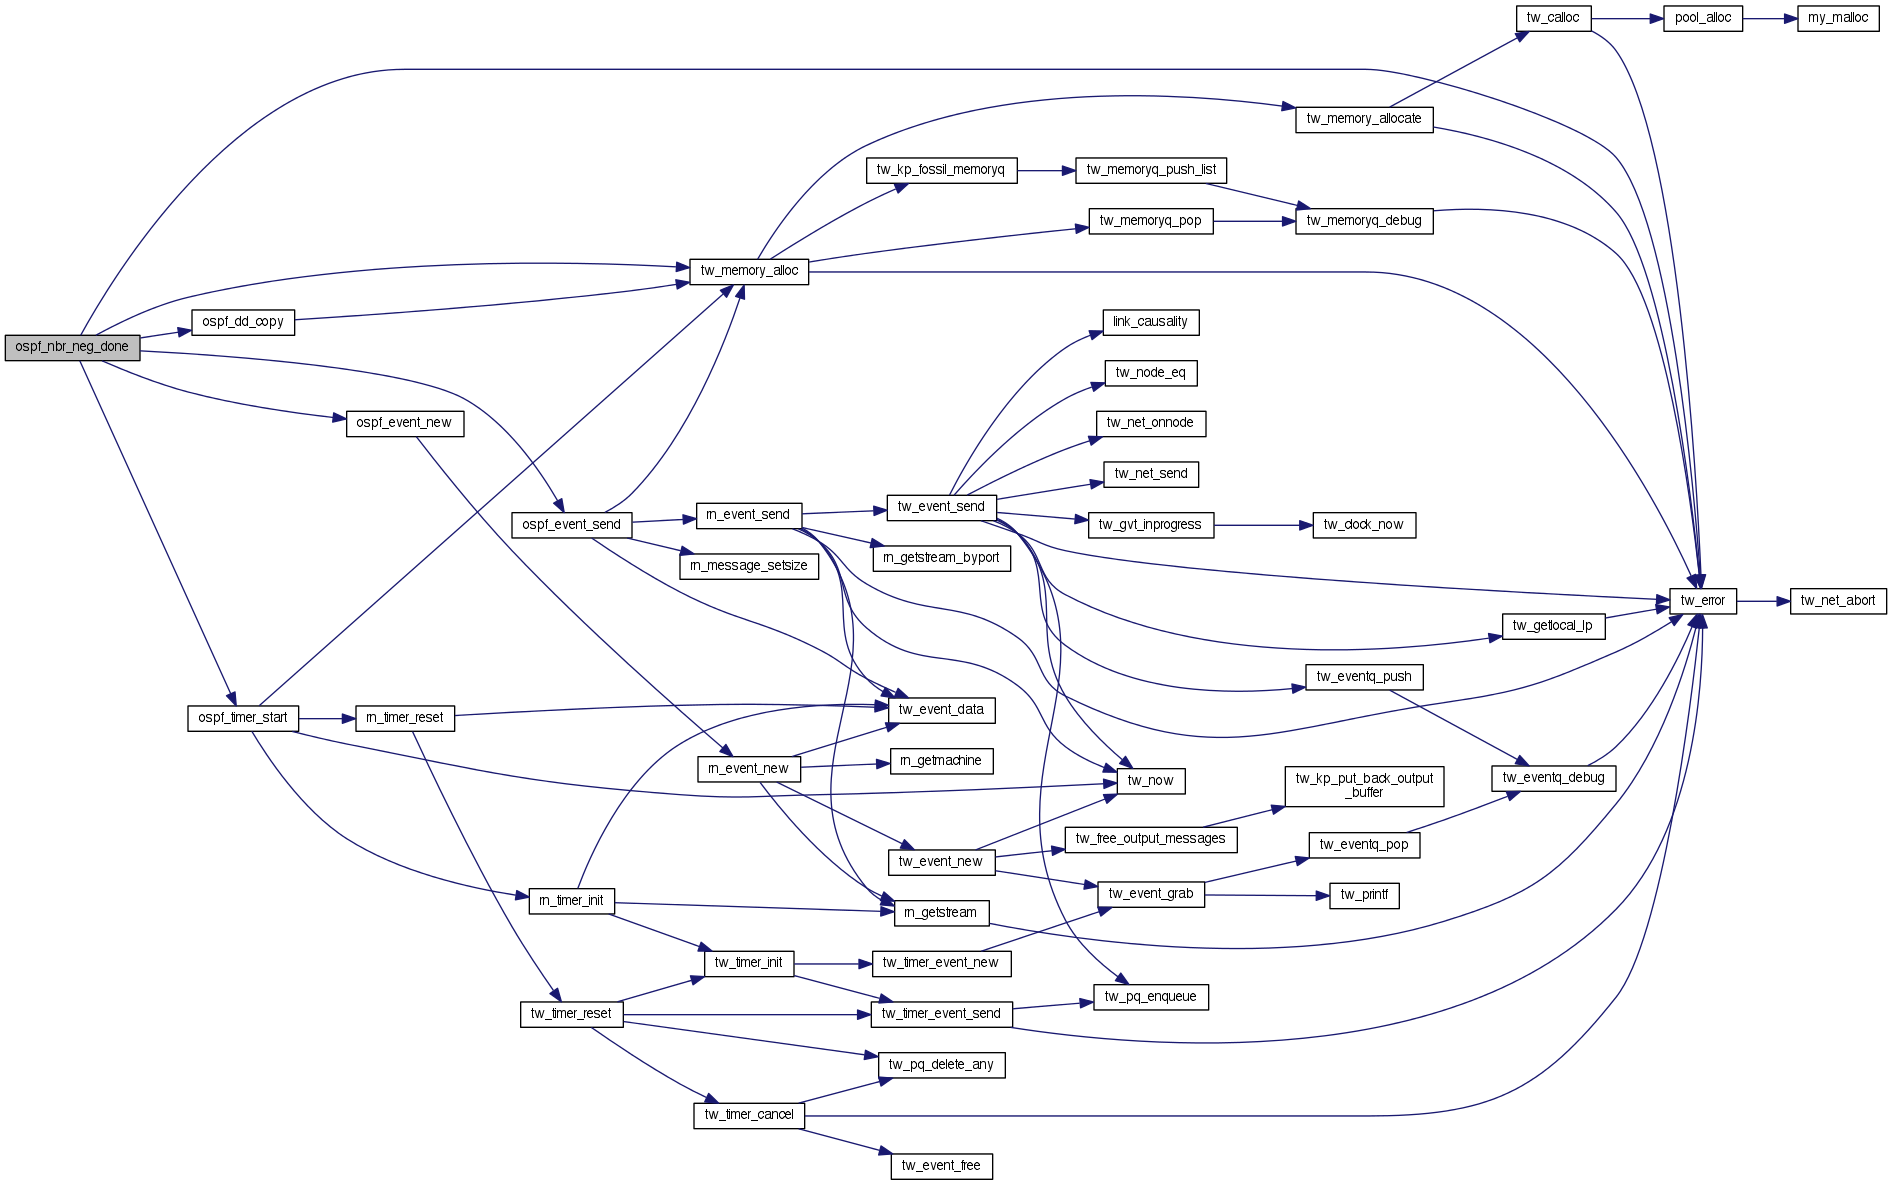 tw_calloc
pool_alloc
my_malloc
tw_memory_allocate
tw_kp_fossil_memoryq
tw_memoryq_push_list
tw_memoryq_pop
tw_memoryq_debug
tw_memory_alloc
ospf_dd_copy
link_causality
ospf_nbr_neg_done
tw_node_eq
ospf_event_new
tw_net_onnode
tw_net_send
tw_event_send
rn_event_send
ospf_event_send
tw_gvt_inprogress
tw_clock_now
rn_getstream_byport
rn_message_setsize
tw_error
tw_net_abort
tw_getlocal_lp
tw_eventq_push
tw_event_data
ospf_timer_start
rn_timer_reset
rn_getmachine
rn_event_new
tw_now
tw_eventq_debug
tw_kp_put_back_output
_buffer
tw_free_output_messages
tw_eventq_pop
tw_event_new
tw_event_grab
tw_printf
rn_timer_init
rn_getstream
tw_timer_init
tw_timer_event_new
tw_pq_enqueue
tw_timer_reset
tw_timer_event_send
tw_pq_delete_any
tw_timer_cancel
tw_event_free